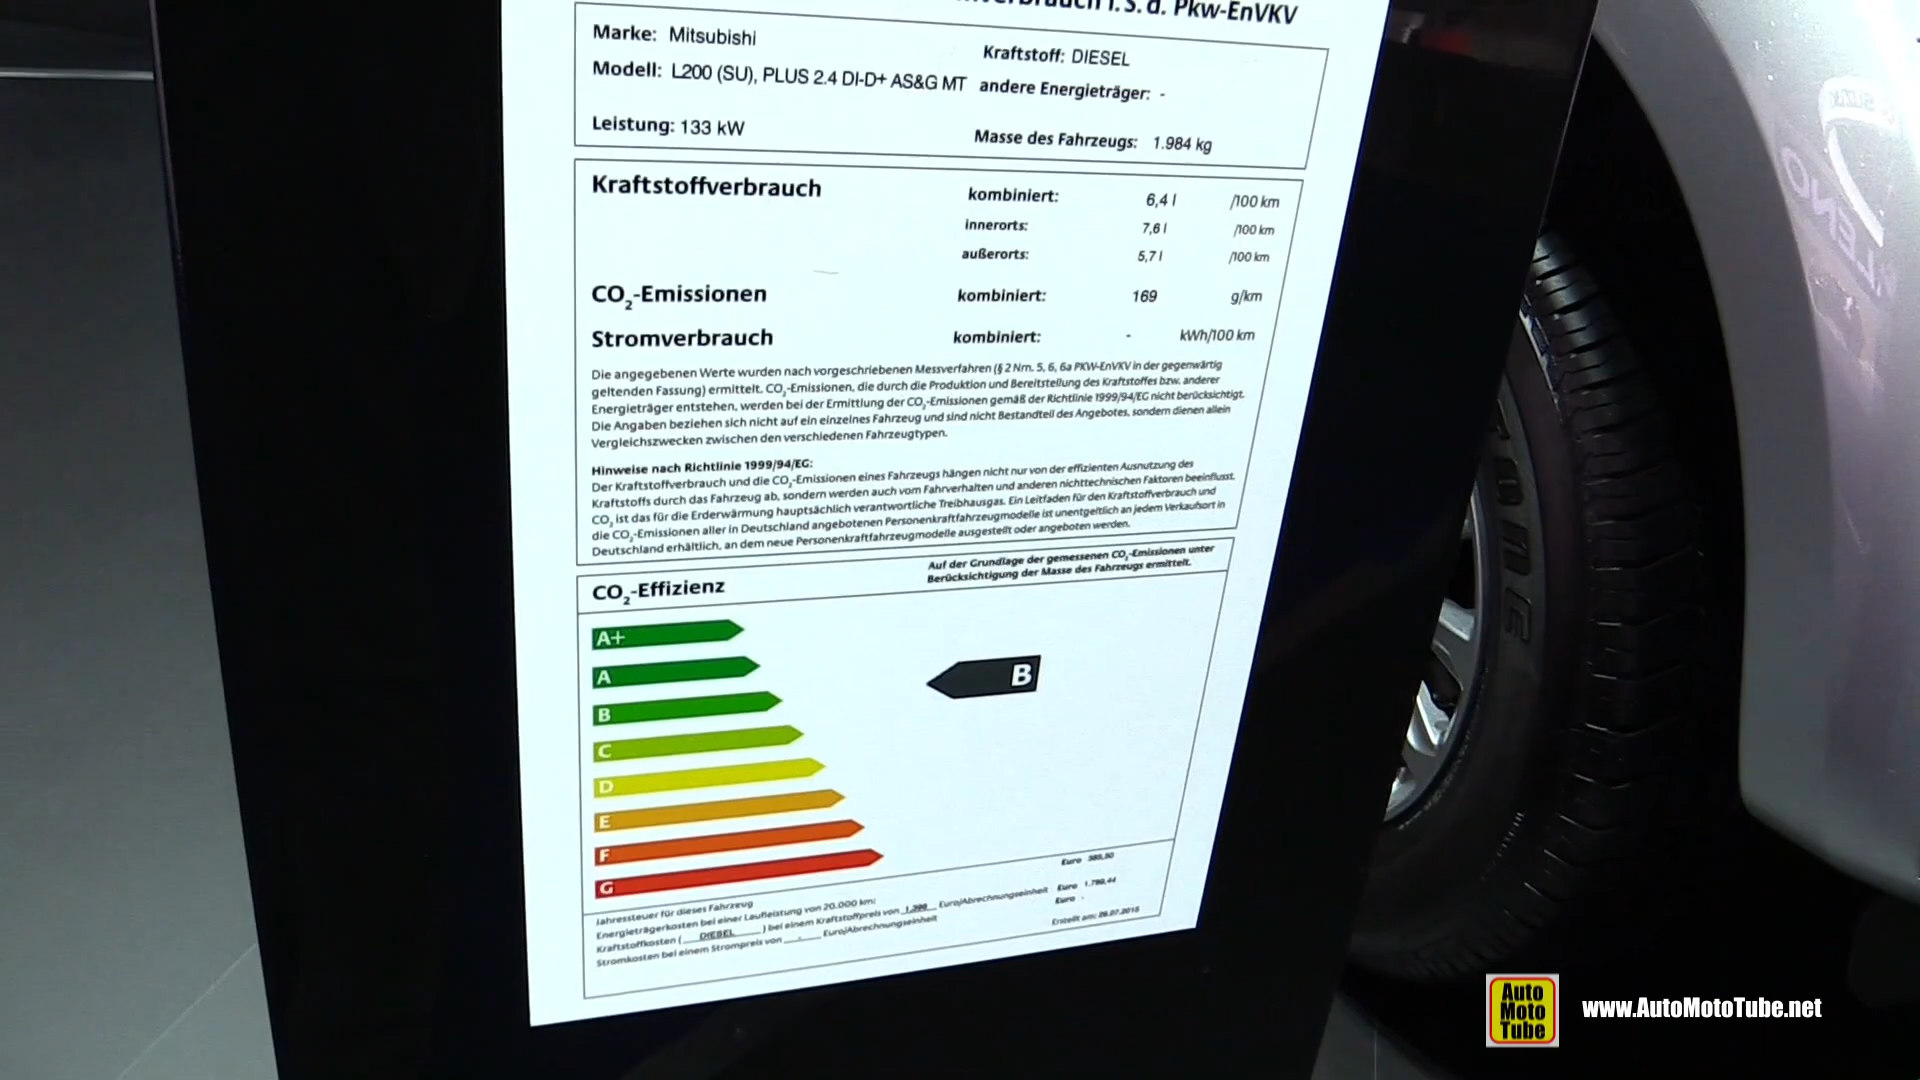 i. S. d. Pkw-EnVKV
Marke: Mitsubishi
Kraftstoff: DIESEL
Modell: L200 (SU), PLUS 2.4 DI-D+ AS&G MT
andere Energieträger: -
Leistung: 133 kW
Masse des Fahrzeugs: 1.984 kg
Kraftstoffverbrauch kombiniert: 6,4 l /100 km
innerorts: 7,6 l /100 km
außerorts: 5,7 l /100 km
CO2-Emissionen kombiniert: 169 g/km
Stromverbrauch kombiniert: - kWh/100 km
Die angegebenen Werte wurden nach vorgeschriebenen Messverfahren (§ 2 Nrn. 5, 6, 6a PKW-EnVKV in der gegenwärtig
geltenden Fassung) ermittelt. CO2-Emissionen, die durch die Produktion und Bereitstellung des Kraftstoffes bzw. anderer
Energieträger entstehen, werden bei der Ermittlung der CO2-Emissionen gemäß der Richtlinie 1999/94/EG nicht berücksichtigt.
Die Angaben beziehen sich nicht auf ein einzelnes Fahrzeug und sind nicht Bestandteil des Angebotes, sondern dienen allein
Vergleichszwecken zwischen den verschiedenen Fahrzeugtypen.
Hinweise nach Richtlinie 1999/94/EG:
Der Kraftstoffverbrauch und die CO2-Emissionen eines Fahrzeugs hängen nicht nur von der effizienten Ausnutzung des
Kraftstoffs durch das Fahrzeug ab, sondern werden auch vom Fahrverhalten und anderen nichttechnischen Faktoren beeinflusst.
CO2 ist das für die Erderwärmung hauptsächlich verantwortliche Treibhausgas. Ein Leitfaden für den Kraftstoffverbrauch und
die CO2-Emissionen aller in Deutschland angebotenen Personenkraftfahrzeugmodelle ist unentgeltlich an jedem Verkaufsort in
Deutschland erhältlich, an dem neue Personenkraftfahrzeugmodelle ausgestellt oder angeboten werden.
CO2-Effizienz
Auf der Grundlage der gemessenen CO2-Emissionen unter
Berücksichtigung der Masse des Fahrzeugs ermittelt.
A+
A
B
B
C
D
E
F
G
Jahressteuer für dieses Fahrzeug Euro 385,50
Energieträgerkosten bei einer Laufleistung von 20.000 km:
Kraftstoffkosten ( DIESEL ) bei einem Kraftstoffpreis von 1,398 Euro/Abrechnungseinheit Euro 1.789,44
Stromkosten bei einem Strompreis von - Euro/Abrechnungseinheit Euro -
Erstellt am:
Auto
Moto
Tube
www.AutoMotoTube.net